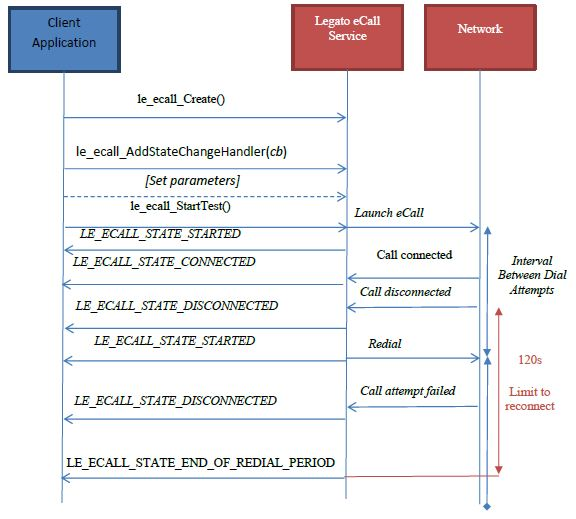 Client
Application
Legato eCall
Service
Network
le_ecall_Create()
le_ecall_AddStateChangeHandler(cb)
[Set parameters]
le_ecall_StartTest()
Launch eCall
LE_ECALL_STATE_STARTED
Call connected
LE_ECALL_STATE_CONNECTED
Interval
Between Dial
Attempts
Call disconnected
LE_ECALL_STATE_DISCONNECTED
LE_ECALL_STATE_STARTED
Redial
120s
Limit to
reconnect
Call attempt failed
LE_ECALL_STATE_DISCONNECTED
LE_ECALL_STATE_END_OF_REDIAL_PERIOD